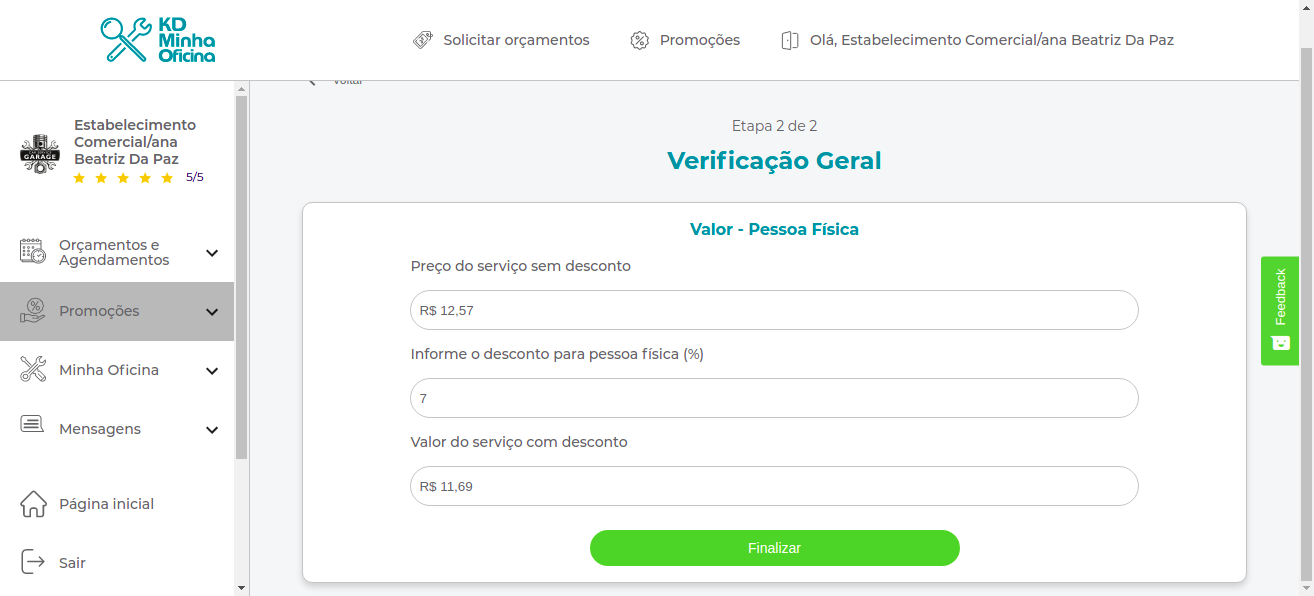 KD
Minha
Oficina
Solicitar orçamentos
Promoções
Olá, Estabelecimento Comercial/ana Beatriz Da Paz
Voltar
GARAGE
Estabelecimento
Comercial/ana
Beatriz Da Paz
5/5
Orçamentos e
Agendamentos
Promoções
Minha Oficina
Mensagens
Página inicial
Sair
Etapa 2 de 2
Verificação Geral
Valor - Pessoa Física
Preço do serviço sem desconto
R$ 12,57
Informe o desconto para pessoa física (%)
7
Valor do serviço com desconto
R$ 11,69
Finalizar
Feedback